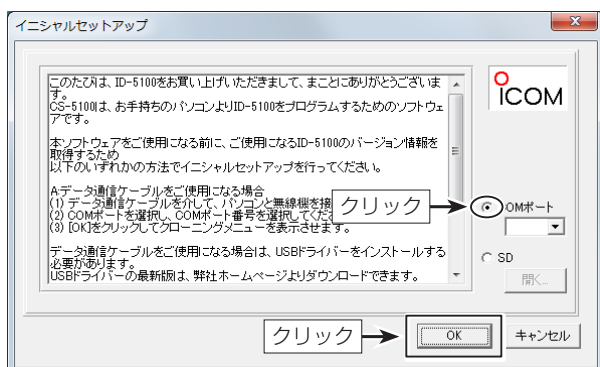 イニシャルセットアップ
このたびは、ID-5100をお買い上げいただきまして、まことにありがとうございま
す。
CS-5100は、お手持ちのパソコンよりID-5100をプログラムするためのソフトウェ
アです。
本ソフトウェアをご使用になる前に、ご使用になるID-5100のバージョン情報を
取得するため
以下のいずれかの方法でイニシャルセットアップを行ってください。
A:データ通信ケーブルをご使用になる場合
(1) データ通信ケーブルを介して、パソコンと無線機を接
(2) COMポートを選択し、COMポート番号を選択してくだ
(3) [OK]をクリックしてクローニングメニューを表示させます。
データ通信ケーブルをご使用になる場合は、USBドライバーをインストールする
必要があります。
USBドライバーの最新版は、弊社ホームページよりダウンロードできます。
ICOM
クリック
OMポート
SD
開く...
クリック
OK
キャンセル